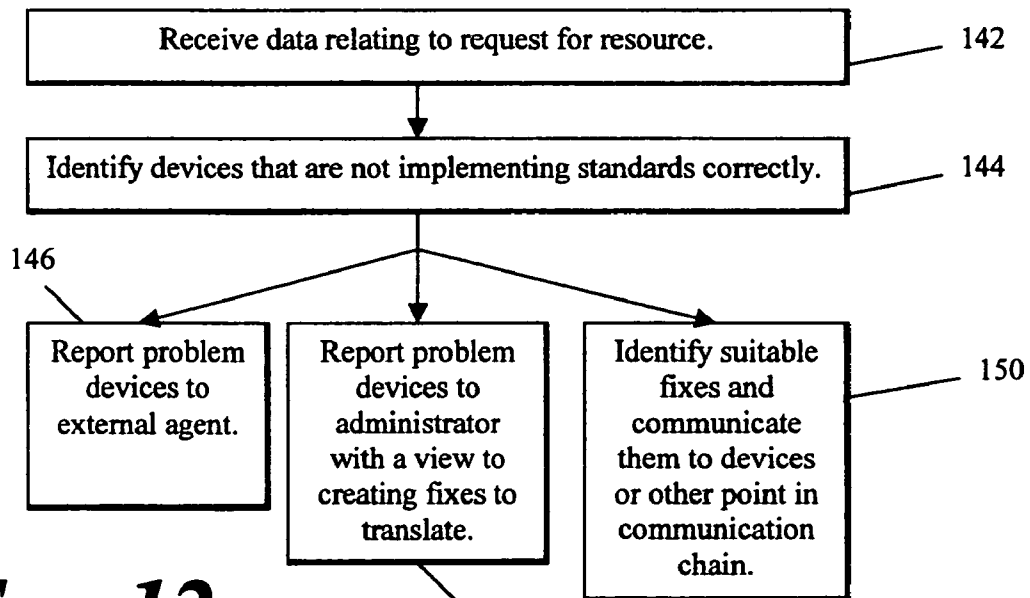 Receive data relating to request for resource.
142
Identify devices that are not implementing standards correctly.
144
146
Report problem
devices to
external agent.
Report problem
devices to
administrator
with a view to
creating fixes to
translate.
Identify suitable
fixes and
communicate
them to devices
or other point in
communication
chain.
150
12